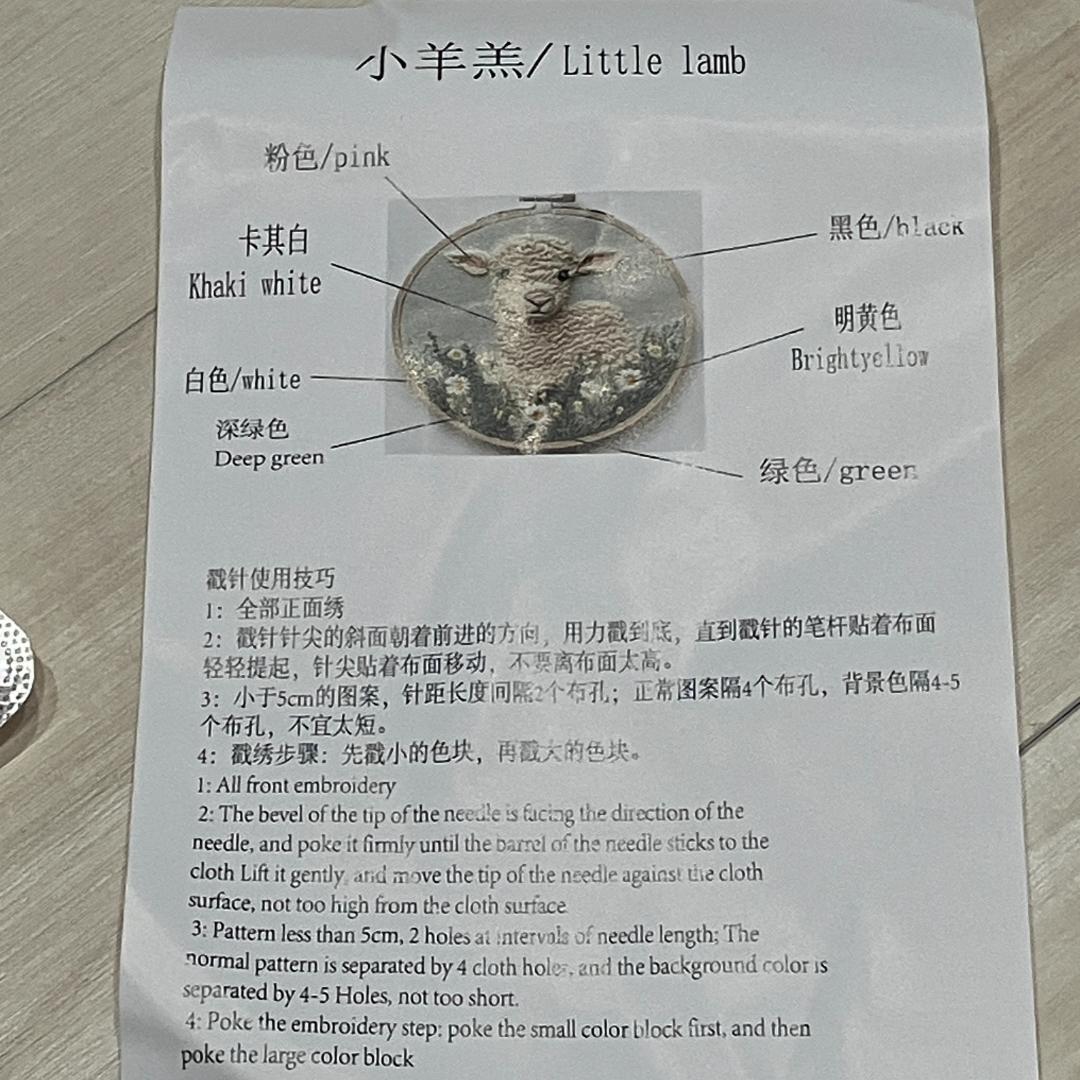 小羊羔/Little lamb
粉色/pink
卡其白
Khaki white
白色/white
深绿色
Deep green
黑色/black
明黄色
Brightyellow
绿色/green
戳针使用技巧
1：全部正面绣
2：戳针针尖的斜面朝着前进的方向，用力戳到底，直到戳针的笔杆贴着布面
轻轻提起，针尖贴着布面移动，不要离布面太高。
3：小于5cm的图案，针距长度间隔2个布孔；正常图案隔4个布孔，背景色隔4-5
个布孔，不宜太短。
4：戳绣步骤：先戳小的色块，再戳大的色块。
1: All front embroidery
2: The bevel of the tip of the needle is facing the direction of the
needle, and poke it firmly until the barrel of the needle sticks to the
cloth Lift it gently, and move the tip of the needle against the cloth
surface, not too high from the cloth surface
3: Pattern less than 5cm, 2 holes at intervals of needle length; The
normal pattern is separated by 4 cloth holes, and the background color is
separated by 4-5 Holes, not too short.
4: Poke the embroidery step: poke the small color block first, and then
poke the large color block